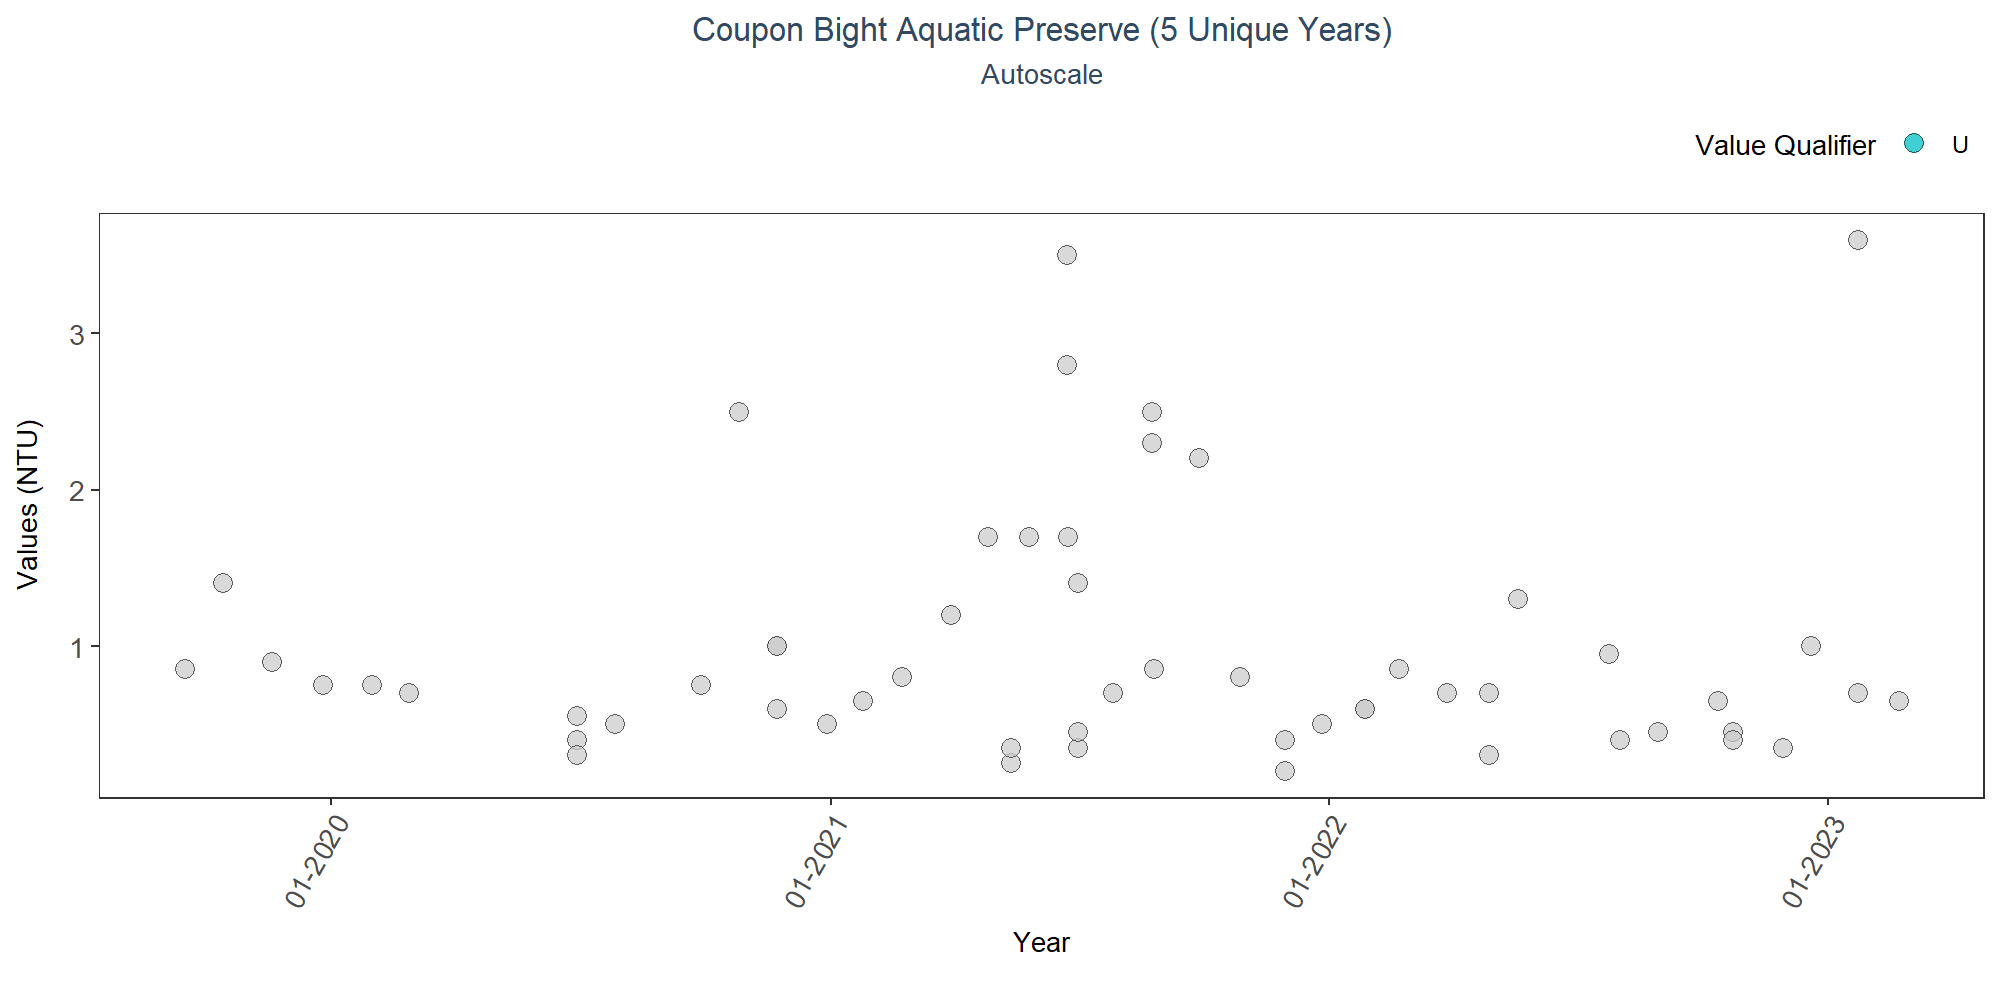 Coupon Bight Aquatic Preserve (5 Unique Years)
Autoscale
Value Qualifier U
Values (NTU)
3
2
1
01-2020 01-2021 01-2022 01-2023
Year